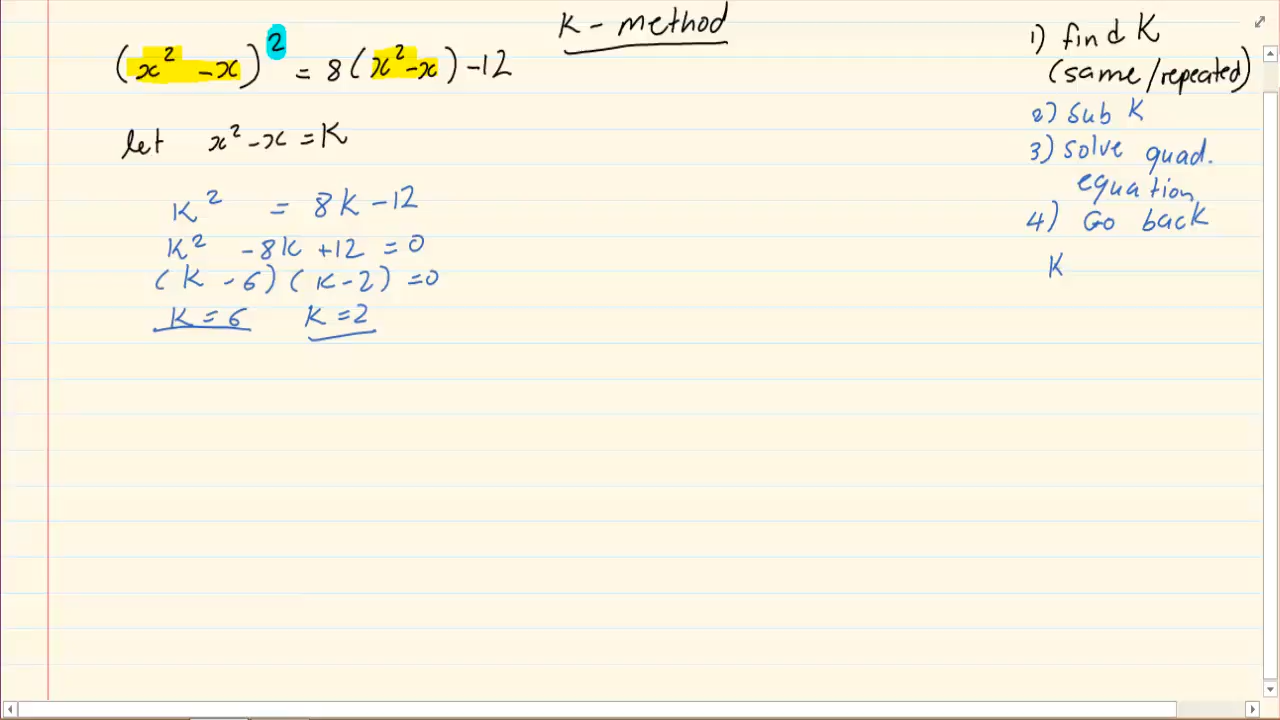 K - method
(x² - x)² = 8(x² - x) - 12
let x² - x = K
K² = 8K - 12
K² - 8K + 12 = 0
(K - 6)(K - 2) = 0
K = 6 K = 2
1) find K
(same/repeated)
2) Sub K
3) Solve quad.
equation
4) Go back
K